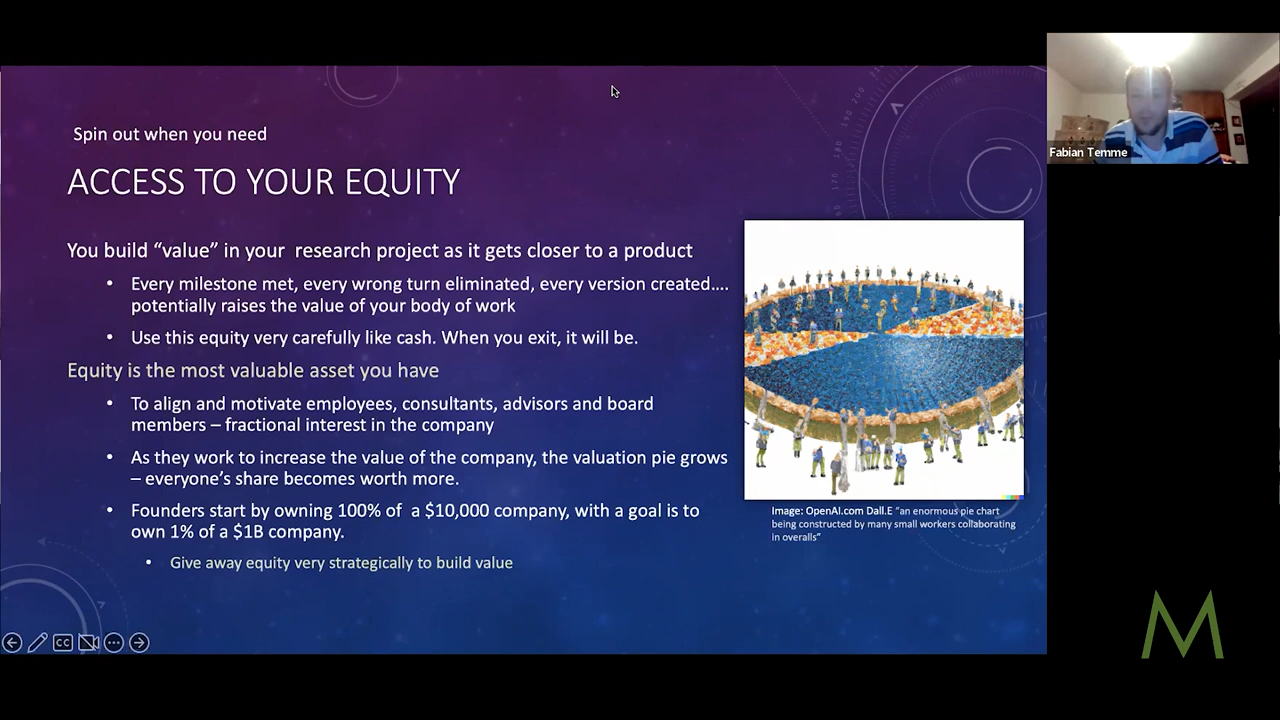 Spin out when you need
ACCESS TO YOUR EQUITY
You build “value” in your research project as it gets closer to a product
• Every milestone met, every wrong turn eliminated, every version created….
potentially raises the value of your body of work
• Use this equity very carefully like cash. When you exit, it will be.
Equity is the most valuable asset you have
• To align and motivate employees, consultants, advisors and board
members – fractional interest in the company
• As they work to increase the value of the company, the valuation pie grows
– everyone’s share becomes worth more.
• Founders start by owning 100% of a $10,000 company, with a goal is to
own 1% of a $1B company.
• Give away equity very strategically to build value
Image: OpenAI.com Dall.E “an enormous pie chart
being constructed by many small workers collaborating
in overalls”
Fabian Temme
CC
M